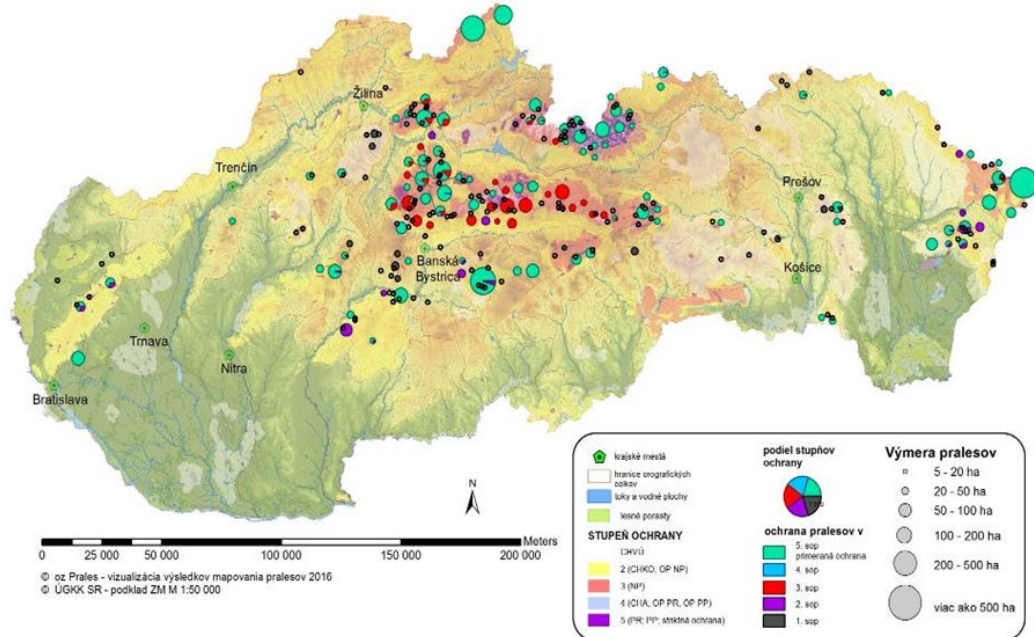 Žilina
Trenčín
Prešov
Banská
Bystrica
Košice
Trnava
Nitra
Bratislava
N
Meters
0 25 000 50 000 100 000 150 000 200 000
© oz Prales - vizualizácia výsledkov mapovania pralesov 2016
© ÚGKK SR - podklad ZM M 1:50 000
krajské mestá
hranice orografických
celkov
toky a vodné plochy
lesné porasty
STUPEŇ OCHRANY
CHVÚ
2 (CHKO, OP NP)
3 (NP)
4 (CHA, OP PR, OP PP)
5 (PR; PP; striktná ochrana)
podiel stupňov
ochrany
ochrana pralesov v
5. sop
primeraná ochrana
4. sop
3. sop
2. sop
1. sop
Výmera pralesov
5 - 20 ha
20 - 50 ha
50 - 100 ha
100 - 200 ha
200 - 500 ha
viac ako 500 ha